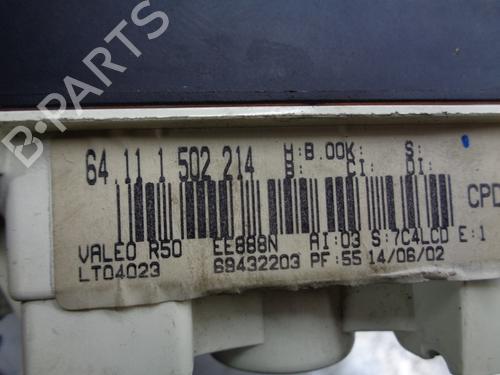 64 11 1 502 214 H:B.00K: S:
B: CI: DI:
CPD
VALEO R50 EE888N AI:03 S:7C4LCD E:1
LT04023 69432203 PF:55 14/06/02
B-PARTS